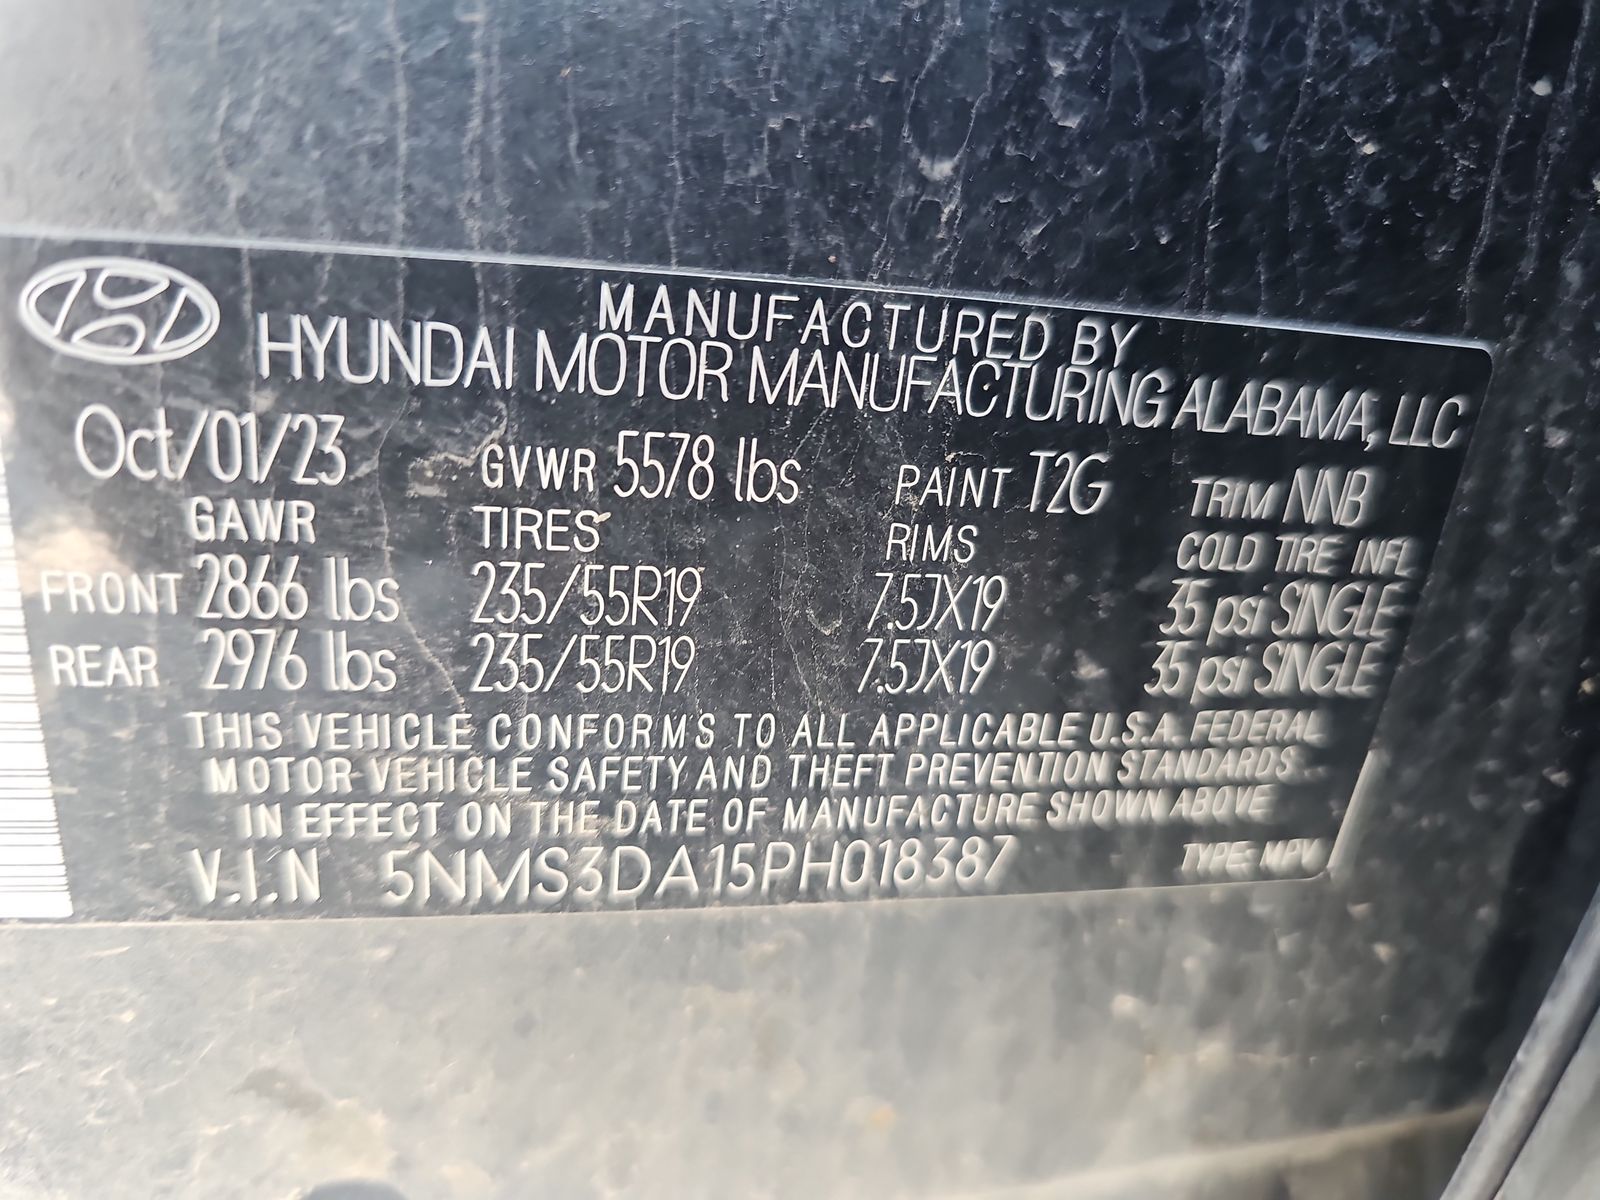 MANUFACTURED BY
HYUNDAI MOTOR MANUFACTURING ALABAMA, LLC
Oct/01/23 GVWR 5578 lbs PAINT T2G TRIM NNB
GAWR TIRES RIMS COLD TIRE INFL
FRONT 2866 lbs 235/55R19 7.5JX19 35 psi SINGLE
REAR 2976 lbs 235/55R19 7.5JX19 35 psi SINGLE
THIS VEHICLE CONFORMS TO ALL APPLICABLE U.S.A. FEDERAL
MOTOR VEHICLE SAFETY AND THEFT PREVENTION STANDARDS
IN EFFECT ON THE DATE OF MANUFACTURE SHOWN ABOVE
V.I.N 5NMS3DA15PH018387 TYPE: MPV